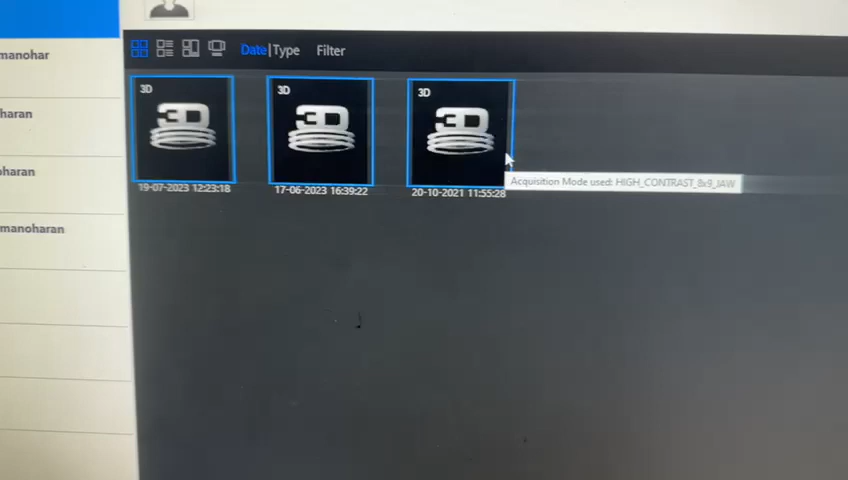 manohar
haran
oharan
manoharan
Date|Type Filter
3D
3D
19-07-2023 12:23:18
3D
3D
17-06-2023 16:39:22
3D
3D
20-10-2021 11:55:28
Acquisition Mode used: HIGH_CONTRAST_8x9_JAW